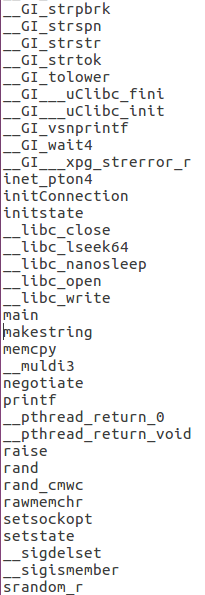 __GI_strpbrk
__GI_strspn
__GI_strstr
__GI_strtok
__GI_tolower
__GI___uClibc_fini
__GI___uClibc_init
__GI_vsnprintf
__GI_wait4
__GI___xpg_strerror_r
inet_pton4
initConnection
initstate
__libc_close
__libc_lseek64
__libc_nanosleep
__libc_open
__libc_write
main
makestring
memcpy
__muldi3
negotiate
printf
__pthread_return_0
__pthread_return_void
raise
rand
rand_cmwc
rawmemchr
setsockopt
setstate
__sigdelset
__sigismember
srandom_r